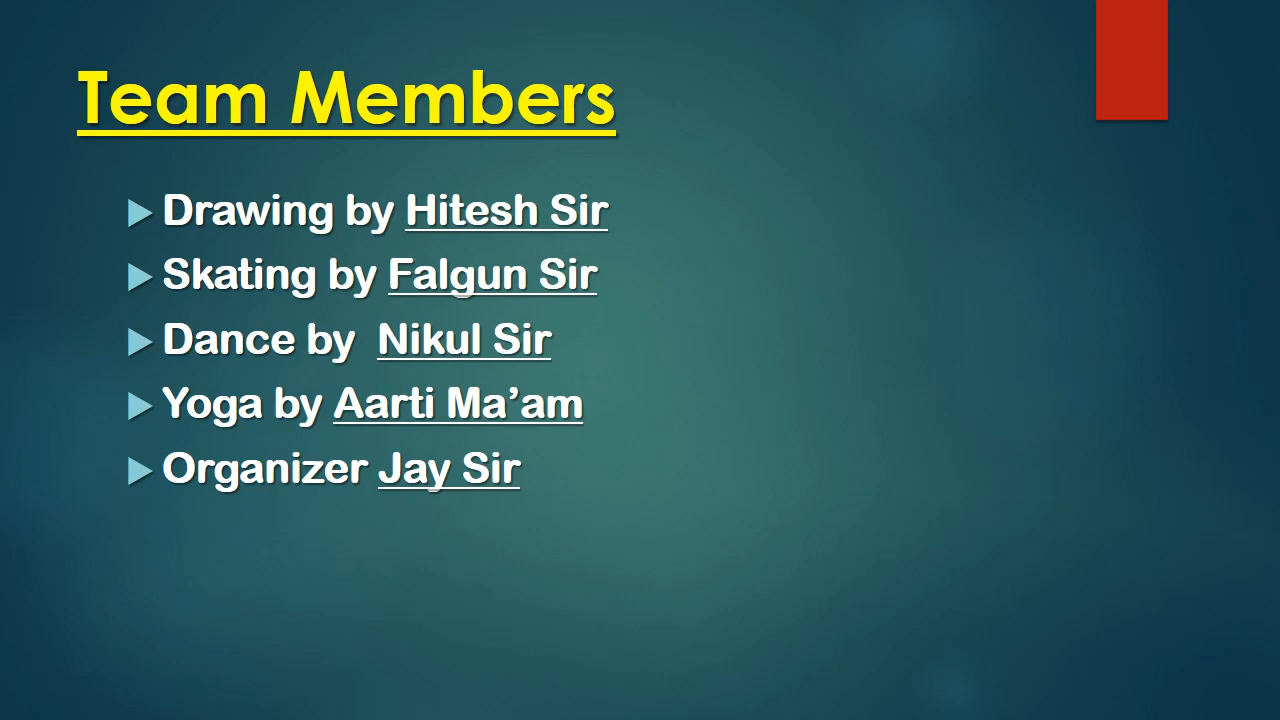 Team Members
Drawing by Hitesh Sir
Skating by Falgun Sir
Dance by  Nikul Sir
Yoga by Aarti Ma’am
Organizer Jay Sir